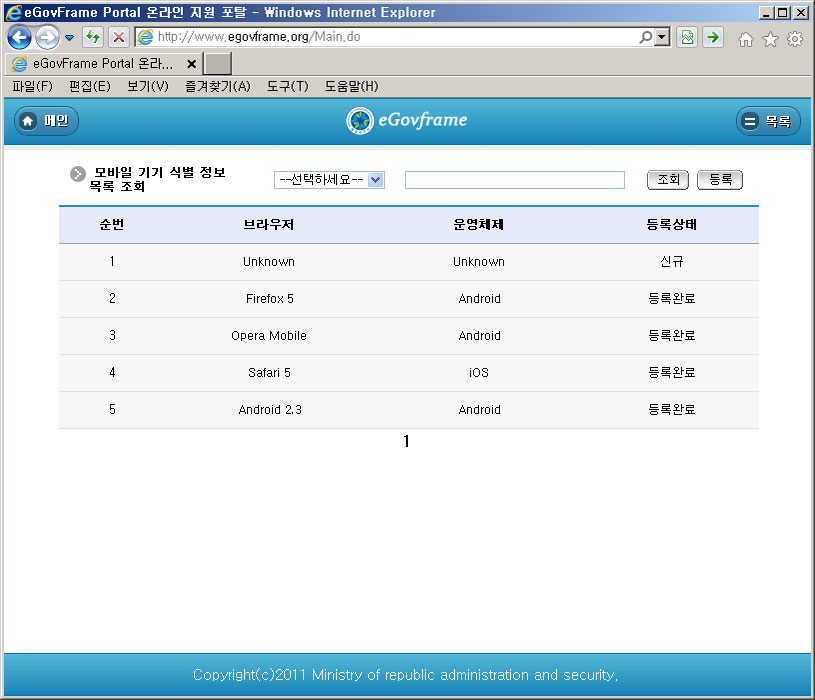 eGovFrame Portal 온라인 지원 포탈 - Windows Internet Explorer
http://www.egovframe.org/Main.do
eGovFrame Portal 온라...
파일(F) 편집(E) 보기(V) 즐겨찾기(A) 도구(T) 도움말(H)
메인 eGovframe 목록
모바일 기기 식별 정보
목록 조회
--선택하세요-- 조회 등록
순번 브라우저 운영체제 등록상태
1 Unknown Unknown 신규
2 Firefox 5 Android 등록완료
3 Opera Mobile Android 등록완료
4 Safari 5 iOS 등록완료
5 Android 2.3 Android 등록완료
1
Copyright(c)2011 Ministry of republic administration and security.